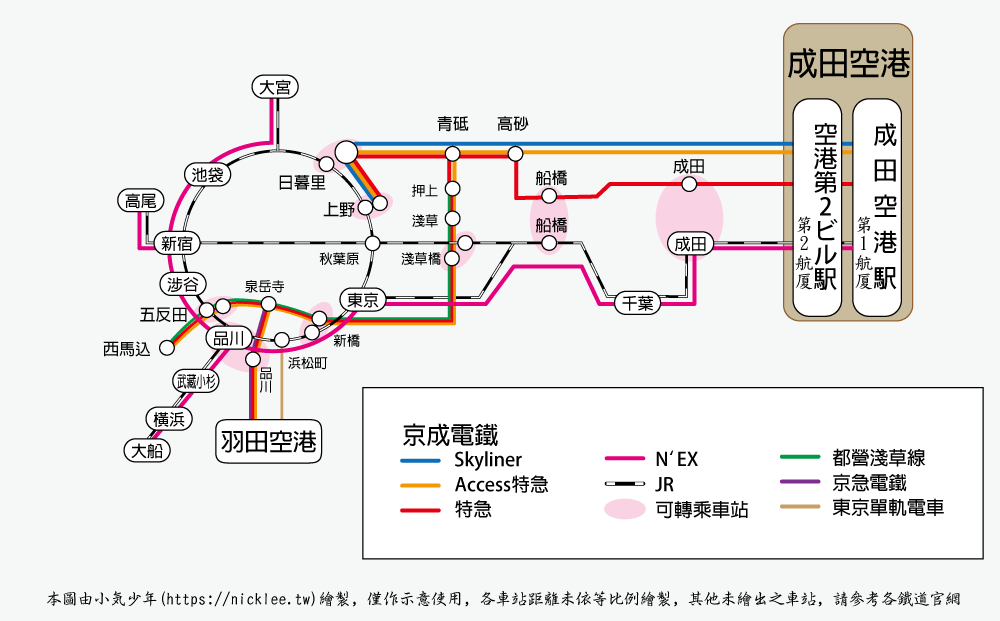 成田空港
空港第2ビル駅
第2航廈
成田空港駅
第1航廈
大宮
青砥
高砂
池袋
日暮里
成田
船橋
押上
高尾
上野
淺草
船橋
新宿
成田
秋葉原
淺草橋
渉谷
泉岳寺
東京
千葉
五反田
品川
新橋
西馬込
浜松町
武藏小杉
品川
横浜
羽田空港
大船
京成電鐵
Skyliner
Access特急
特急
N'EX
JR
可轉乘車站
都營淺草線
京急電鐵
東京單軌電車
本圖由小気少年(https://nicklee.tw)繪製，僅作示意使用，各車站距離未依等比例繪製，其他未繪出之車站，請參考各鐵道官網